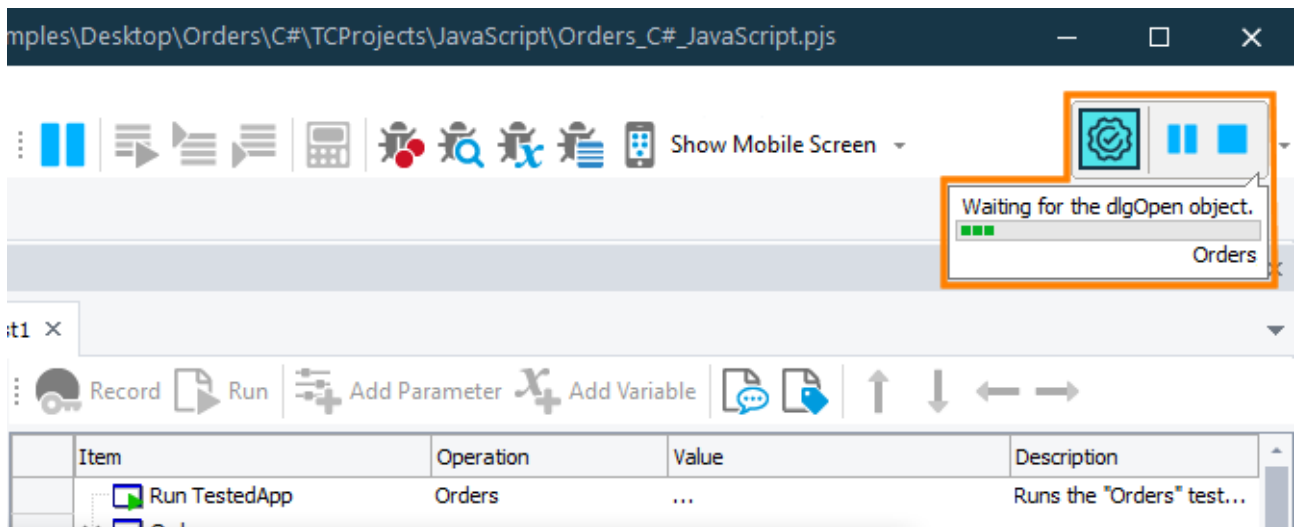 mples\Desktop\Orders\C#\TCProjects\JavaScript\Orders_C#_JavaScript.pjs
Show Mobile Screen
Waiting for the dlgOpen object.
Orders
st1
Record Run Add Parameter Add Variable
Item Operation Value Description
Run TestedApp Orders ... Runs the "Orders" test...